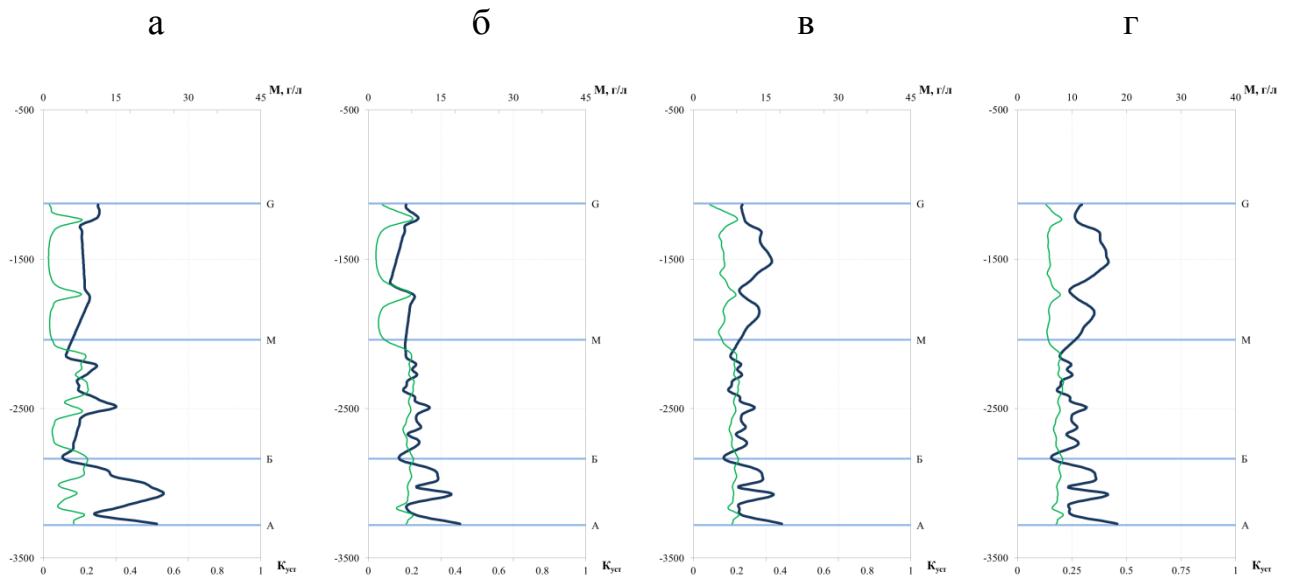 а б в г
М, г/л М, г/л М, г/л М, г/л
0 15 30 45 0 15 30 45 0 15 30 45 0 10 20 30 40
-500 -500 -500 -500
G G G G
-1500 -1500 -1500 -1500
М М М М
-2500 -2500 -2500 -2500
Б Б Б Б
А А А А
-3500 -3500 -3500 -3500
0 0.2 0.4 0.6 0.8 1 0 0.2 0.4 0.6 0.8 1 0 0.2 0.4 0.6 0.8 1 0 0.25 0.5 0.75 1
Куст Куст Куст Куст